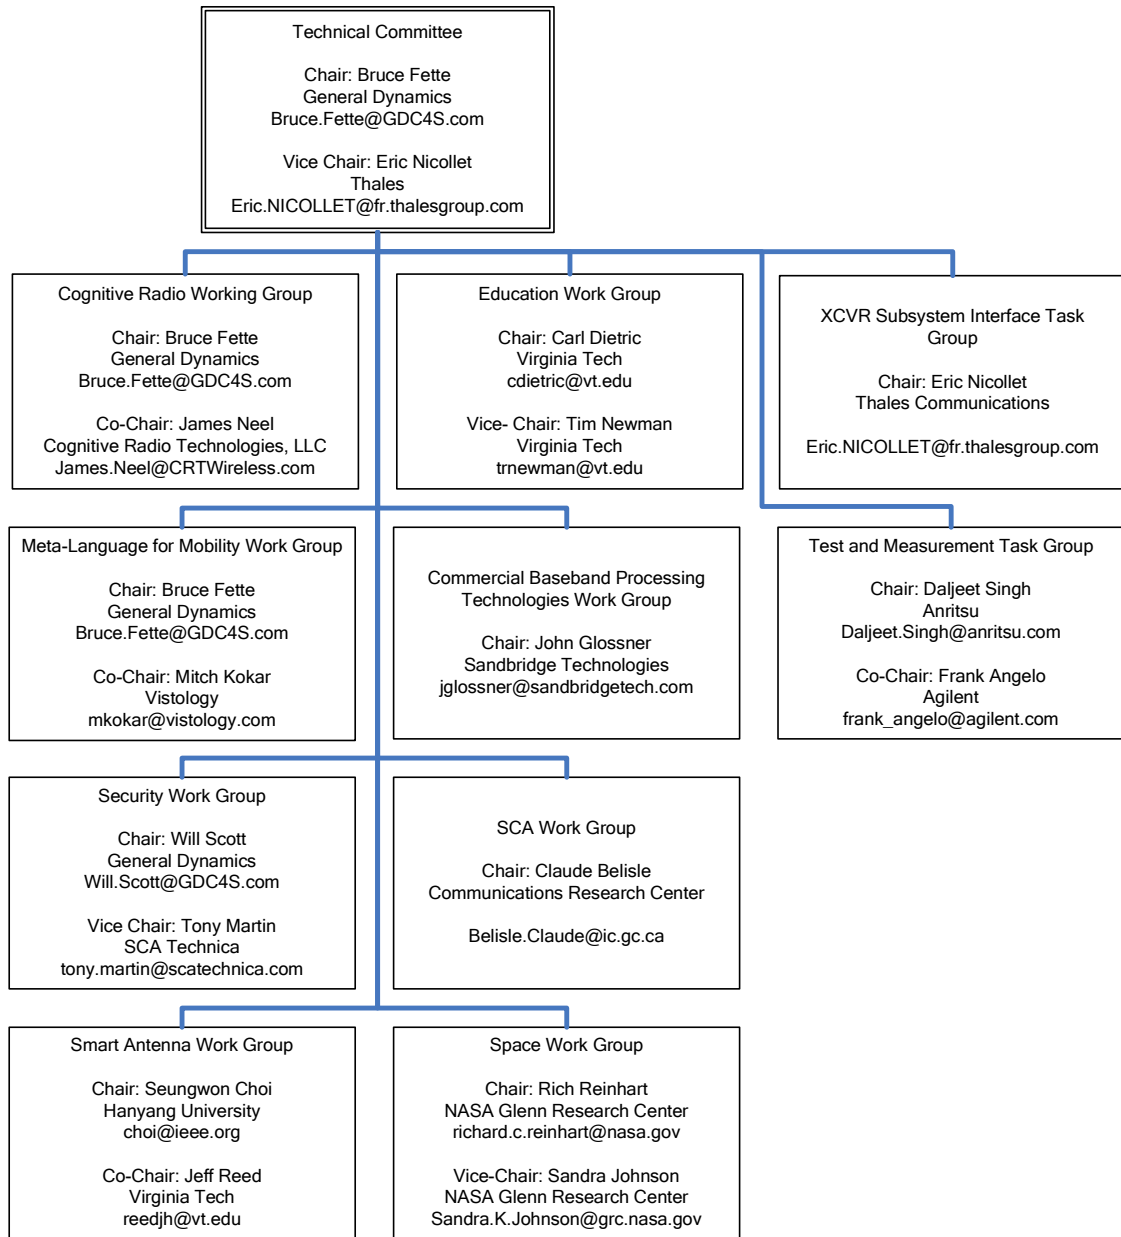 Technical Committee
Chair: Bruce Fette
General Dynamics
Bruce.Fette@GDC4S.com
Vice Chair: Eric Nicollet
Thales
Eric.NICOLLET@fr.thalesgroup.com
Cognitive Radio Working Group
Chair: Bruce Fette
General Dynamics
Bruce.Fette@GDC4S.com
Co-Chair: James Neel
Cognitive Radio Technologies, LLC
James.Neel@CRTWireless.com
Education Work Group
Chair: Carl Dietric
Virginia Tech
cdietric@vt.edu
Vice- Chair: Tim Newman
Virginia Tech
trnewman@vt.edu
XCVR Subsystem Interface Task
Group
Chair: Eric Nicollet
Thales Communications
Eric.NICOLLET@fr.thalesgroup.com
Meta-Language for Mobility Work Group
Chair: Bruce Fette
General Dynamics
Bruce.Fette@GDC4S.com
Co-Chair: Mitch Kokar
Vistology
mkokar@vistology.com
Commercial Baseband Processing
Technologies Work Group
Chair: John Glossner
Sandbridge Technologies
jglossner@sandbridgetech.com
Test and Measurement Task Group
Chair: Daljeet Singh
Anritsu
Daljeet.Singh@anritsu.com
Co-Chair: Frank Angelo
Agilent
frank_angelo@agilent.com
Security Work Group
Chair: Will Scott
General Dynamics
Will.Scott@GDC4S.com
Vice Chair: Tony Martin
SCA Technica
tony.martin@scatechnica.com
SCA Work Group
Chair: Claude Belisle
Communications Research Center
Belisle.Claude@ic.gc.ca
Smart Antenna Work Group
Chair: Seungwon Choi
Hanyang University
choi@ieee.org
Co-Chair: Jeff Reed
Virginia Tech
reedjh@vt.edu
Space Work Group
Chair: Rich Reinhart
NASA Glenn Research Center
richard.c.reinhart@nasa.gov
Vice-Chair: Sandra Johnson
NASA Glenn Research Center
Sandra.K.Johnson@grc.nasa.gov